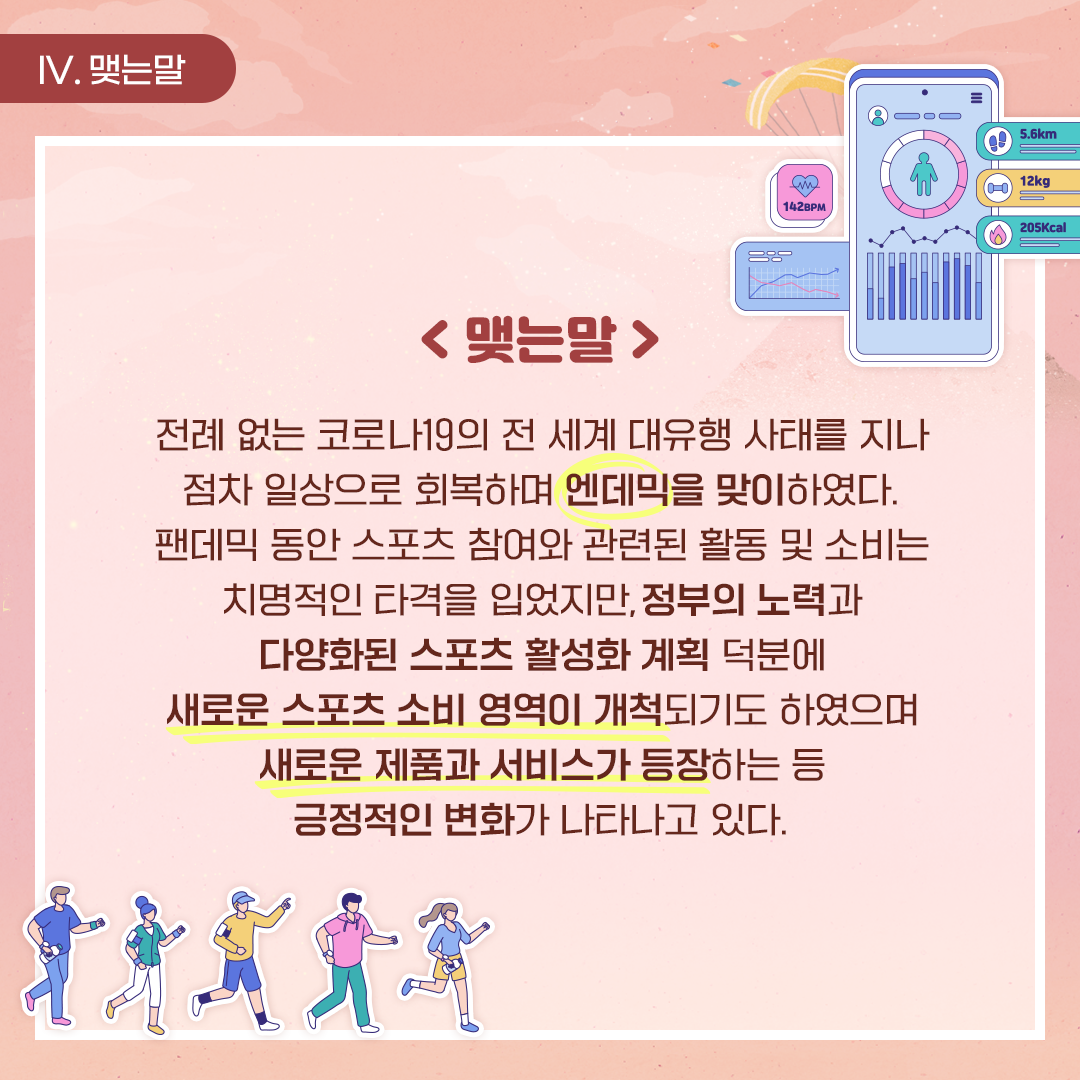 IV. 맺는말
5.6km
12kg
205Kcal
142BPM
< 맺는말 >
전례 없는 코로나19의 전 세계 대유행 사태를 지나
점차 일상으로 회복하며 엔데믹을 맞이하였다.
팬데믹 동안 스포츠 참여와 관련된 활동 및 소비는
치명적인 타격을 입었지만, 정부의 노력과
다양화된 스포츠 활성화 계획 덕분에
새로운 스포츠 소비 영역이 개척되기도 하였으며
새로운 제품과 서비스가 등장하는 등
긍정적인 변화가 나타나고 있다.